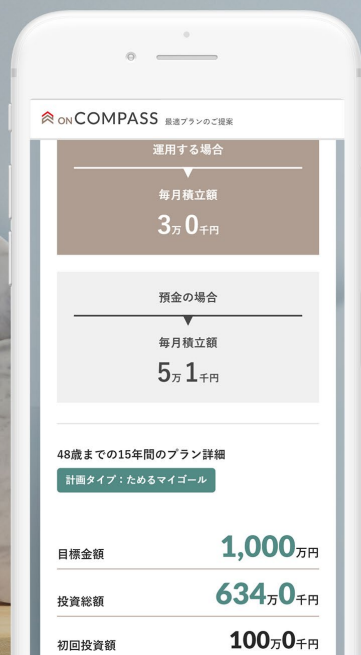 ONCOMPASS 最適プランのご提案
運用する場合
毎月積立額
3万0千円
預金の場合
毎月積立額
5万1千円
48歳までの15年間のプラン詳細
計画タイプ：ためるマイゴール
目標金額 1,000万円
投資総額 634万0千円
初回投資額 100万0千円